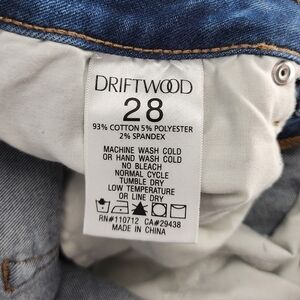 DRIFTWOOD
28
93% COTTON 5% POLYESTER
2% SPANDEX
MACHINE WASH COLD
OR HAND WASH COLD
NO BLEACH
NORMAL CYCLE
TUMBLE DRY
LOW TEMPERATURE
OR LINE DRY
RN#110712 CA#29438
MADE IN CHINA